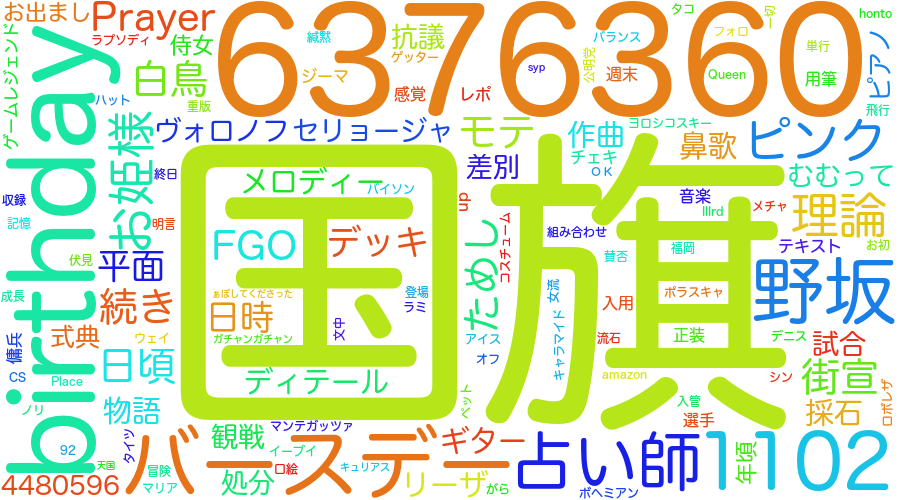 お出まし
Prayer
6376360
タコ
一切
honto
ゲームレジェンド
birthday
ラプソディ
侍女
緘黙
抗議
ゲッター
公明党
バランス
フォロ
単行
ピアノ
白鳥
ジーマ
syp
週末
Queen
用筆
ハット
重版
感覚
レポ
飛行
お姫様
ヴォロノフ
セリョージャ
モテ
作曲
ヨロシコスキー
鼻歌
ピンク
終日
国旗
メロディー
パイソン
差別
チェキ
OK
むむって
収録
記憶
明言
up
音楽
lllrd
メチャ
理論
FGO
デッキ
ためし
コスチューム
組み合わせ
テキスト
お初
伏見
平面
賛否
福岡
野坂
成長
続き
ぁぽしてくださった
日時
登場
ラミ
女流
キャラマイド
入用
ポラスキャ
傭兵
式典
ウェイ
ガチャンガチャン
文中
アイス
流石
正装
デニス
試合
CS
Place
日頃
ディテール
オフ
amazon
シン
街宣
ロボレザ
ノリ
物語
ペット
入管
選手
採石
92
タイツ
バースデー
観戦
マンテガッツァ
ギター
占い師
1102
年頃
4480596
天国
冒険
マリア
処分
イーブイ
口絵
キュリアス
リーザ
がら
ボヘミアン